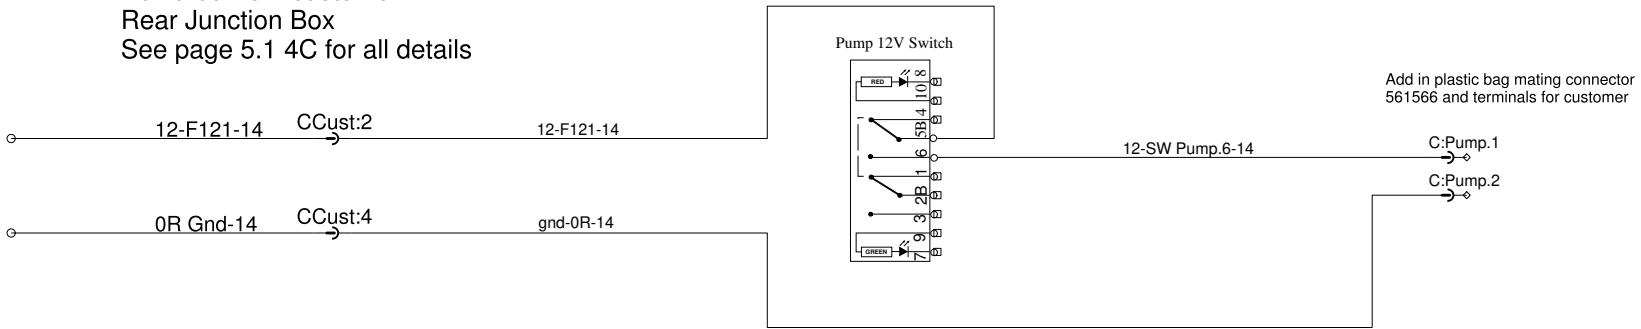 Rear Junction Box
See page 5.1 4C for all details
Pump 12V Switch
Add in plastic bag mating connector
561566 and terminals for customer
12-F121-14
CCust:2
12-F121-14
12-SW Pump.6-14
C:Pump.1
C:Pump.2
0R Gnd-14
CCust:4
gnd-0R-14
RED
8
10
4
5B
6
1
2B
3
9
GREEN
7